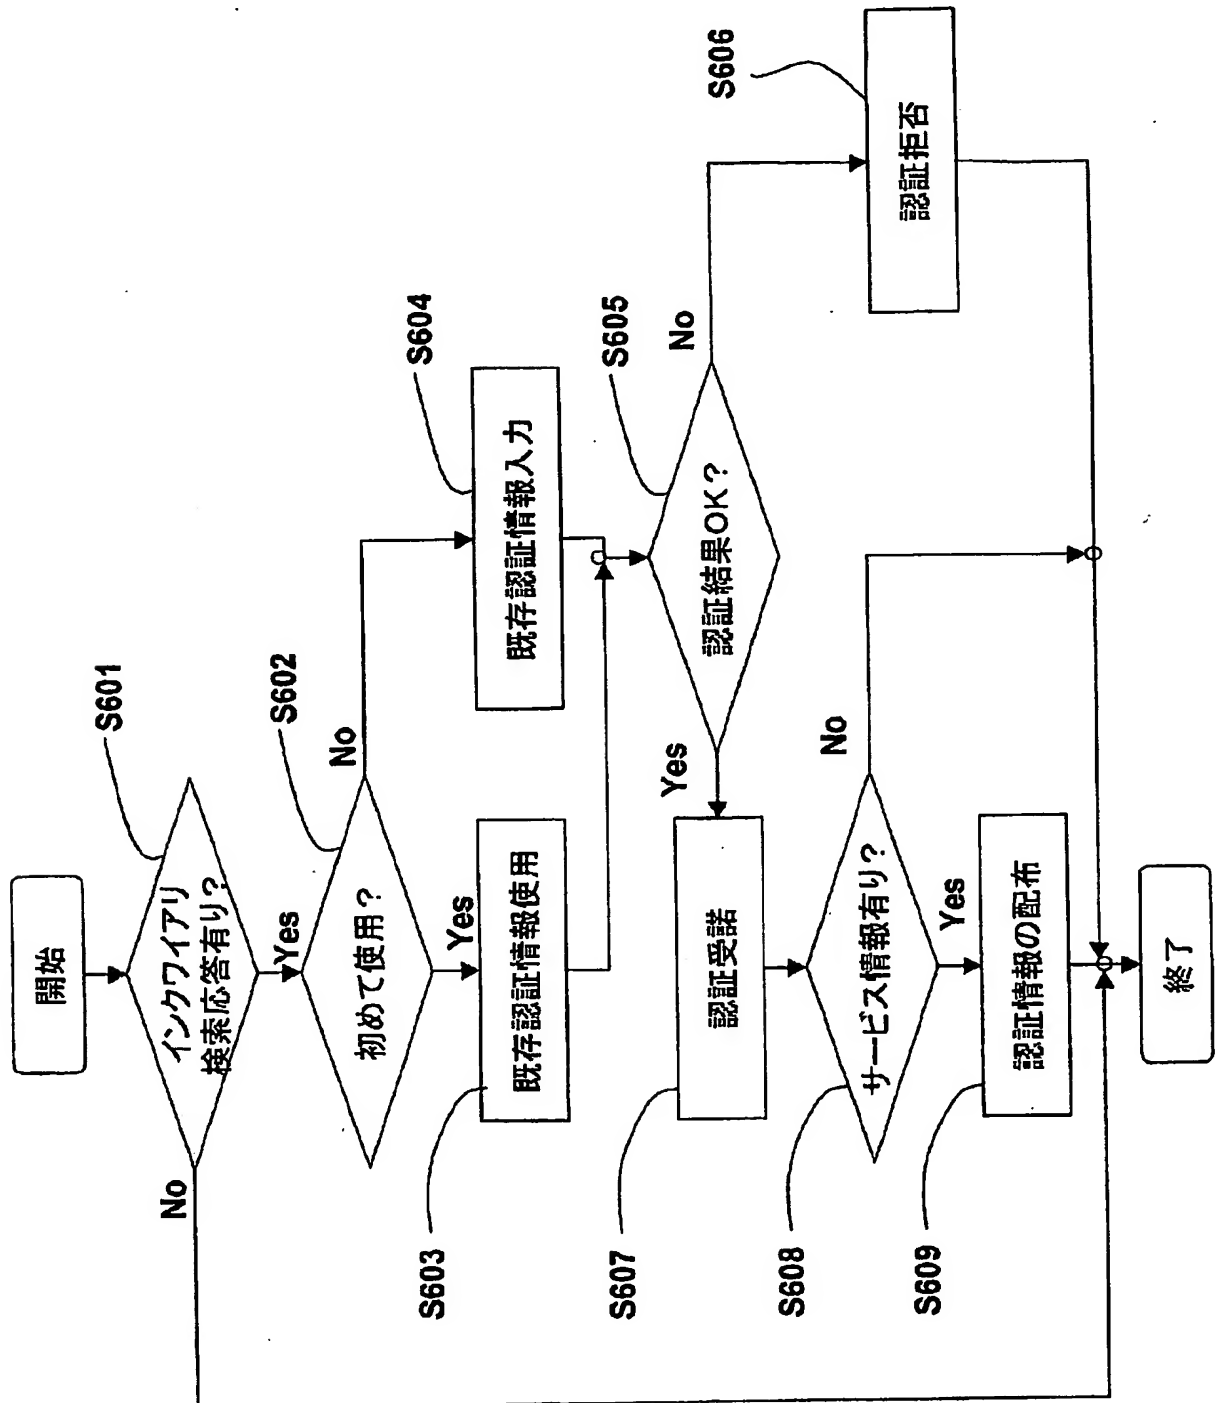 開始
S601
インクワイアリ
検索応答有り？
No
Yes
S602
初めて使用？
No
Yes
S603
既存認証情報使用
S604
既存認証情報入力
S605
認証結果OK？
No
Yes
S606
認証拒否
S607
認証受諾
S608
サービス情報有り？
No
Yes
S609
認証情報の配布
終了